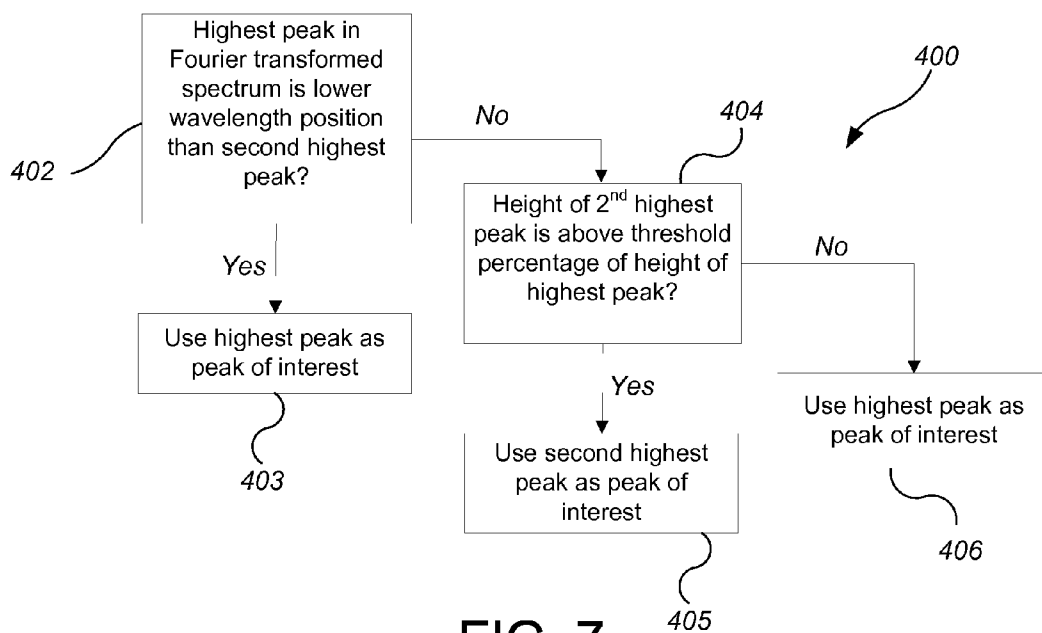 Highest peak in
Fourier transformed
spectrum is lower
wavelength position
than second highest
peak?
402
No
400
404
Height of 2nd highest
peak is above threshold
percentage of height of
highest peak?
No
Yes
Use highest peak as
peak of interest
403
Yes
Use second highest
peak as peak of
interest
405
Use highest peak as
peak of interest
406
FIG. 7